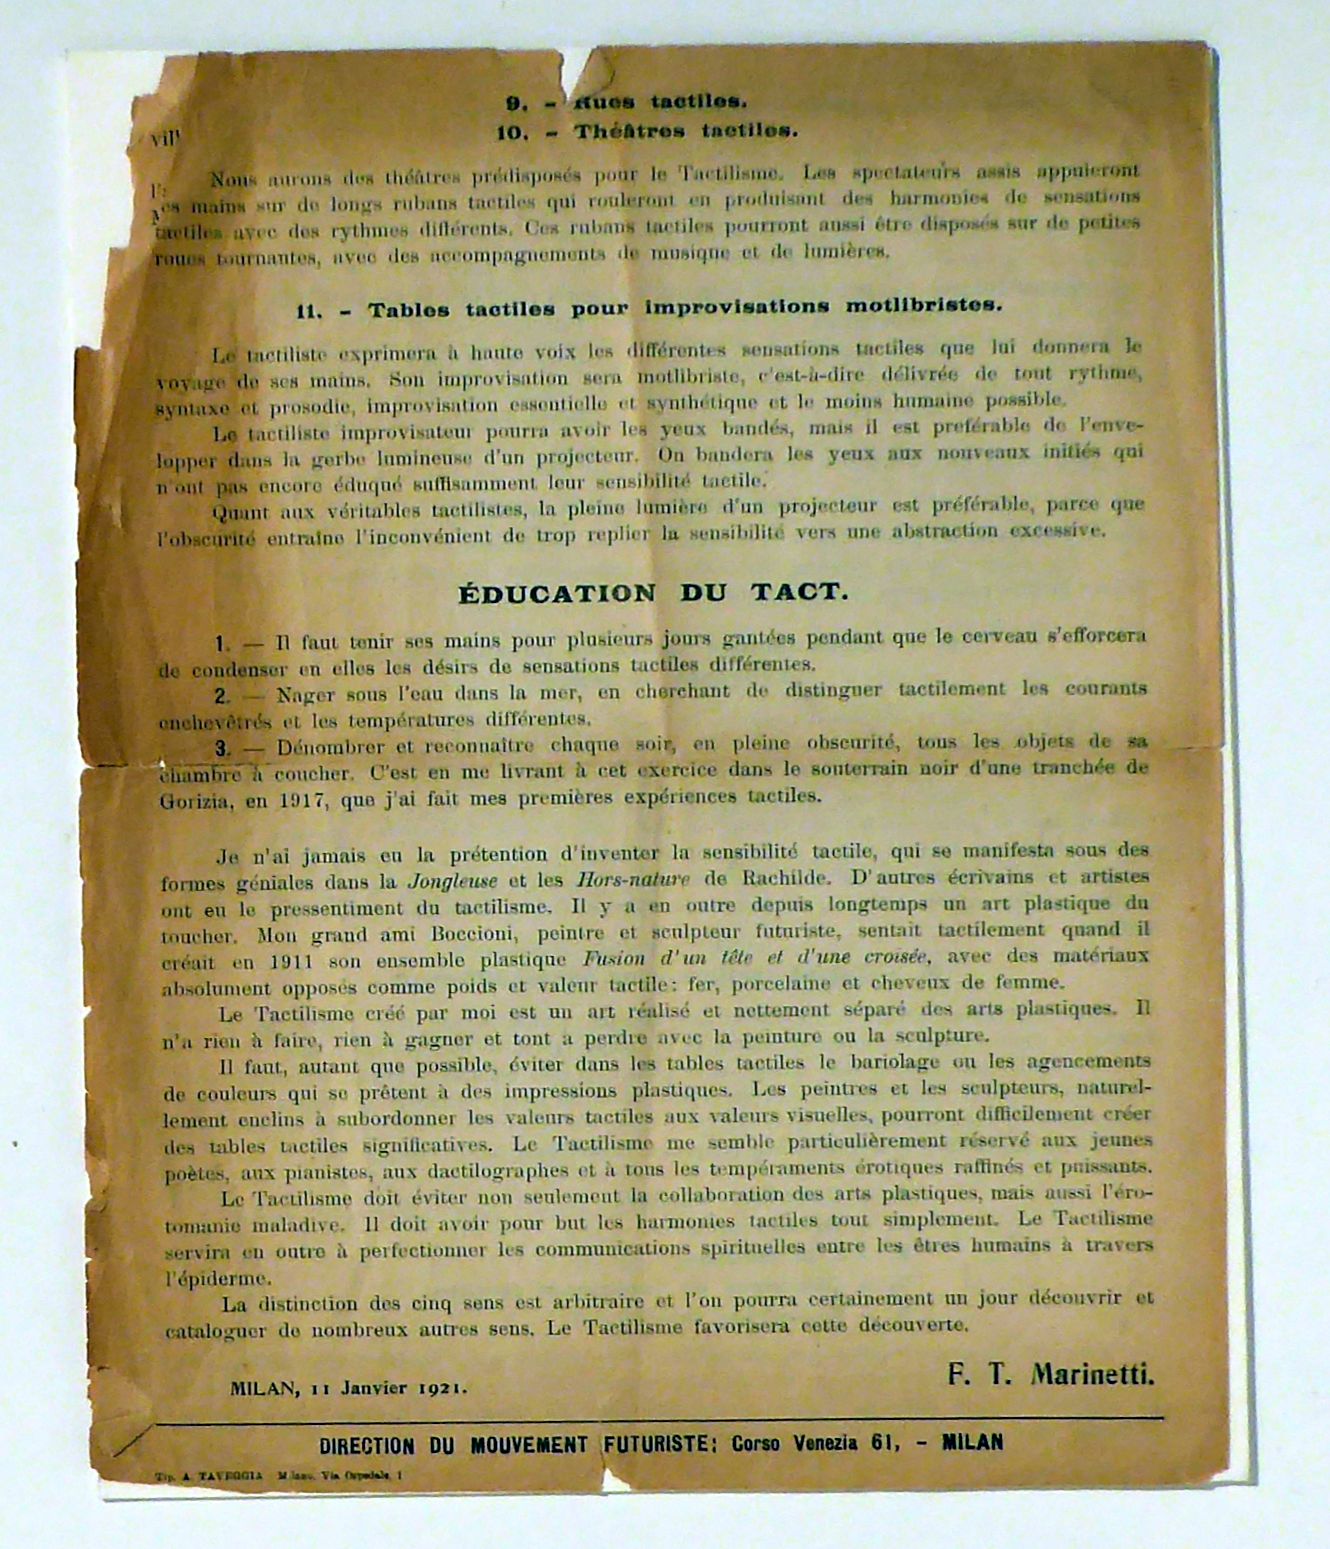 9. - Rues tactiles.
10. - Théâtres tactiles.
Nous aurons des théâtres prédisposés pour le Tactilisme. Les spectateurs assis appuieront
mains sur de longs rubans tactiles qui rouleront en produisant des harmonies de sensations
tactiles avec des rythmes différents. Ces rubans tactiles pourront aussi être disposés sur de petites
roues tournantes, avec des accompagnements de musique et de lumières.
11. - Tables tactiles pour improvisations motlibristes.
Le tactiliste exprimera à haute voix les différentes sensations tactiles que lui donnera le
voyage de ses mains. Son improvisation sera motlibriste, c'est-à-dire délivrée de tout rythme,
syntaxe et prosodie, improvisation essentielle et synthétique et le moins humaine possible.
Le tactiliste improvisateur pourra avoir les yeux bandés, mais il est preférable de l'enve-
lopper dans la gerbe lumineuse d'un projecteur. On bandera les yeux aux nouveaux initiés qui
n'ont pas encore éduqué suffisamment leur sensibilité tactile.
Quant aux véritables tactilistes, la pleine lumière d'un projecteur est préférable, parce que
l'obscurité entraîne l'inconvénient de trop replier la sensibilité vers une abstraction excessive.
ÉDUCATION DU TACT.
1. — Il faut tenir ses mains pour plusieurs jours gantées pendant que le cerveau s'efforcera
de condenser en elles les désirs de sensations tactiles différentes.
2. — Nager sous l'eau dans la mer, en cherchant de distinguer tactilement les courants
enchevêtrés et les températures différentes.
3. — Dénombrer et reconnaître chaque soir, en pleine obscurité, tous les objets de sa
chambre à coucher. C'est en me livrant à cet exercice dans le souterrain noir d'une tranchée de
Gorizia, en 1917, que j'ai fait mes premières expériences tactiles.
Je n'ai jamais eu la prétention d'inventer la sensibilité tactile, qui se manifesta sous des
formes géniales dans la Jongleuse et les Hors-nature de Rachilde. D'autres écrivains et artistes
ont eu le pressentiment du tactilisme. Il y a en outre depuis longtemps un art plastique du
toucher. Mon grand ami Boccioni, peintre et sculpteur futuriste, sentait tactilement quand il
créait en 1911 son ensemble plastique Fusion d'un tête et d'une croisée, avec des matériaux
absolument opposés comme poids et valeur tactile: fer, porcelaine et cheveux de femme.
Le Tactilisme créé par moi est un art réalisé et nettement séparé des arts plastiques. Il
n'a rien à faire, rien à gagner et tout a perdre avec la peinture ou la sculpture.
Il faut, autant que possible, éviter dans les tables tactiles le bariolage ou les agencements
de couleurs qui se prêtent à des impressions plastiques. Les peintres et les sculpteurs, naturel-
lement enclins à subordonner les valeurs tactiles aux valeurs visuelles, pourront difficilement créer
des tables tactiles significatives. Le Tactilisme me semble particulièrement réservé aux jeunes
poètes, aux pianistes, aux dactilographes et à tous les tempéraments érotiques raffinés et puissants.
Le Tactilisme doit éviter non seulement la collaboration des arts plastiques, mais aussi l'éro-
tomanie maladive. Il doit avoir pour but les harmonies tactiles tout simplement. Le Tactilisme
servira en outre à perfectionner les communications spirituelles entre les êtres humains à travers
l'épiderme.
La distinction des cinq sens est arbitraire et l'on pourra certainement un jour découvrir et
cataloguer de nombreux autres sens. Le Tactilisme favorisera cette découverte.
F. T. Marinetti.
MILAN, 11 Janvier 1921.
DIRECTION DU MOUVEMENT FUTURISTE: Corso Venezia 61, - MILAN
Tip. A. TAVEGGIA Milano, Via Ospedale, 1